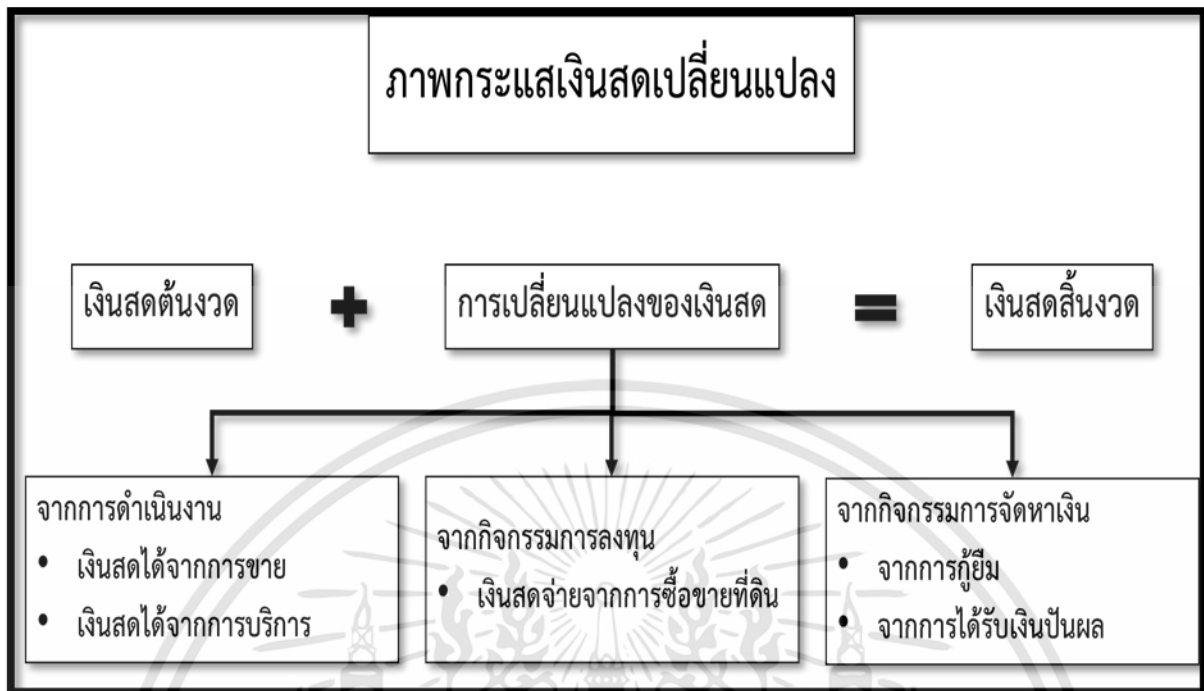 ภาพกระแสเงินสดเปลี่ยนแปลง
เงินสดต้นงวด + การเปลี่ยนแปลงของเงินสด = เงินสดสิ้นงวด
จากการดำเนินงาน
• เงินสดได้จากการขาย
• เงินสดได้จากการบริการ
จากกิจกรรมการลงทุน
• เงินสดจ่ายจากการซื้อขายที่ดิน
จากกิจกรรมการจัดหาเงิน
• จากการกู้ยืม
• จากการได้รับเงินปันผล